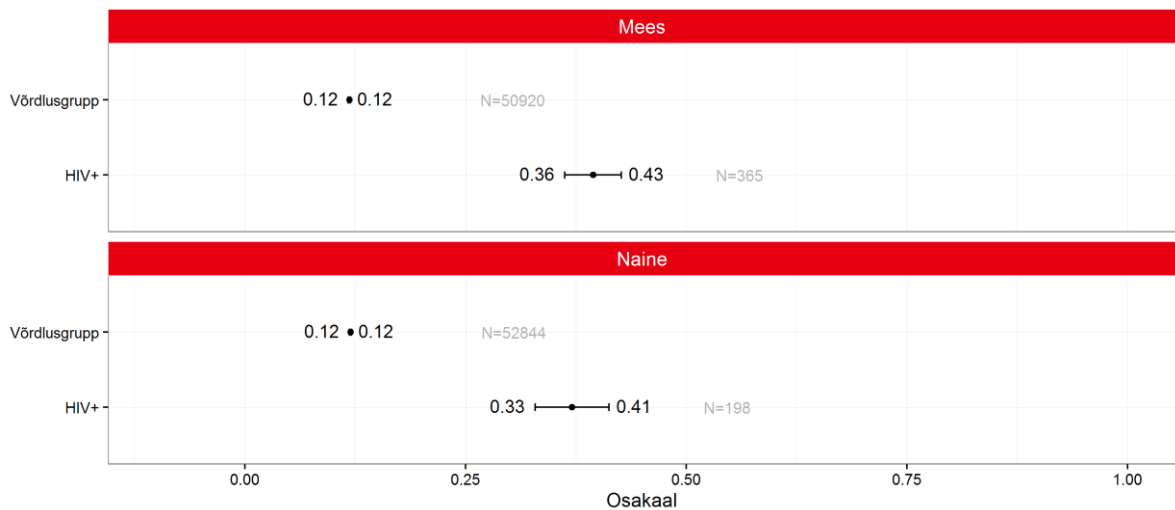 Mees
Võrdlusgrupp 0.12 0.12 N=50920
HIV+ 0.36 0.43 N=365
Naine
Võrdlusgrupp 0.12 0.12 N=52844
HIV+ 0.33 0.41 N=198
0.00 0.25 0.50 0.75 1.00
Osakaal